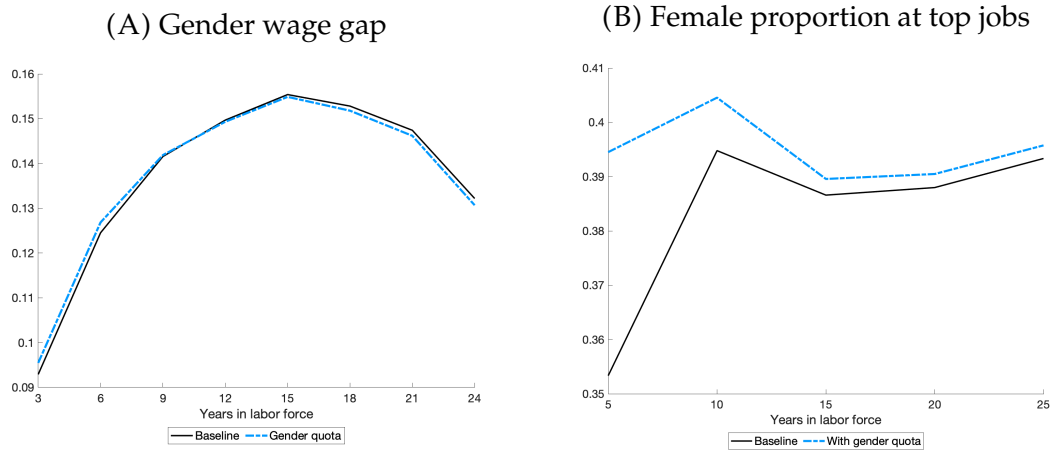 (A) Gender wage gap
0.16
0.15
0.14
0.13
0.12
0.11
0.1
0.09
3 6 9 12 15 18 21 24
Years in labor force
Baseline Gender quota
(B) Female proportion at top jobs
0.41
0.4
0.39
0.38
0.37
0.36
0.35
5 10 15 20 25
Years in labor force
Baseline With gender quota